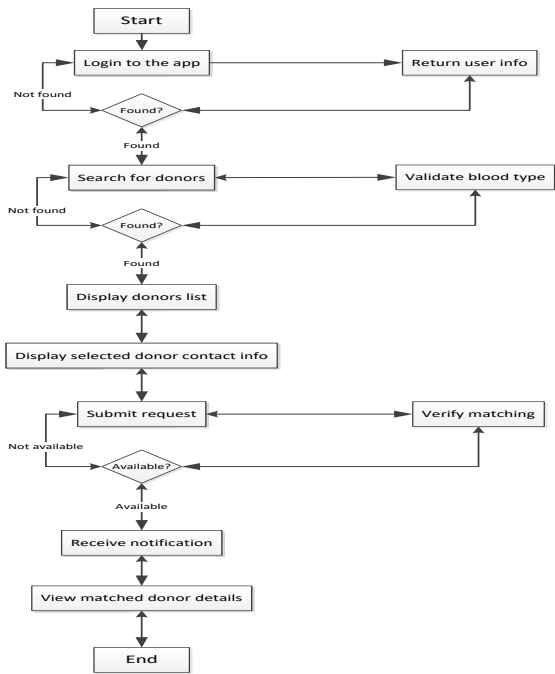 Start
Login to the app
Return user info
Not found
Found?
Found
Search for donors
Validate blood type
Not found
Found?
Found
Display donors list
Display selected donor contact info
Submit request
Verify matching
Not available
Available?
Available
Receive notification
View matched donor details
End